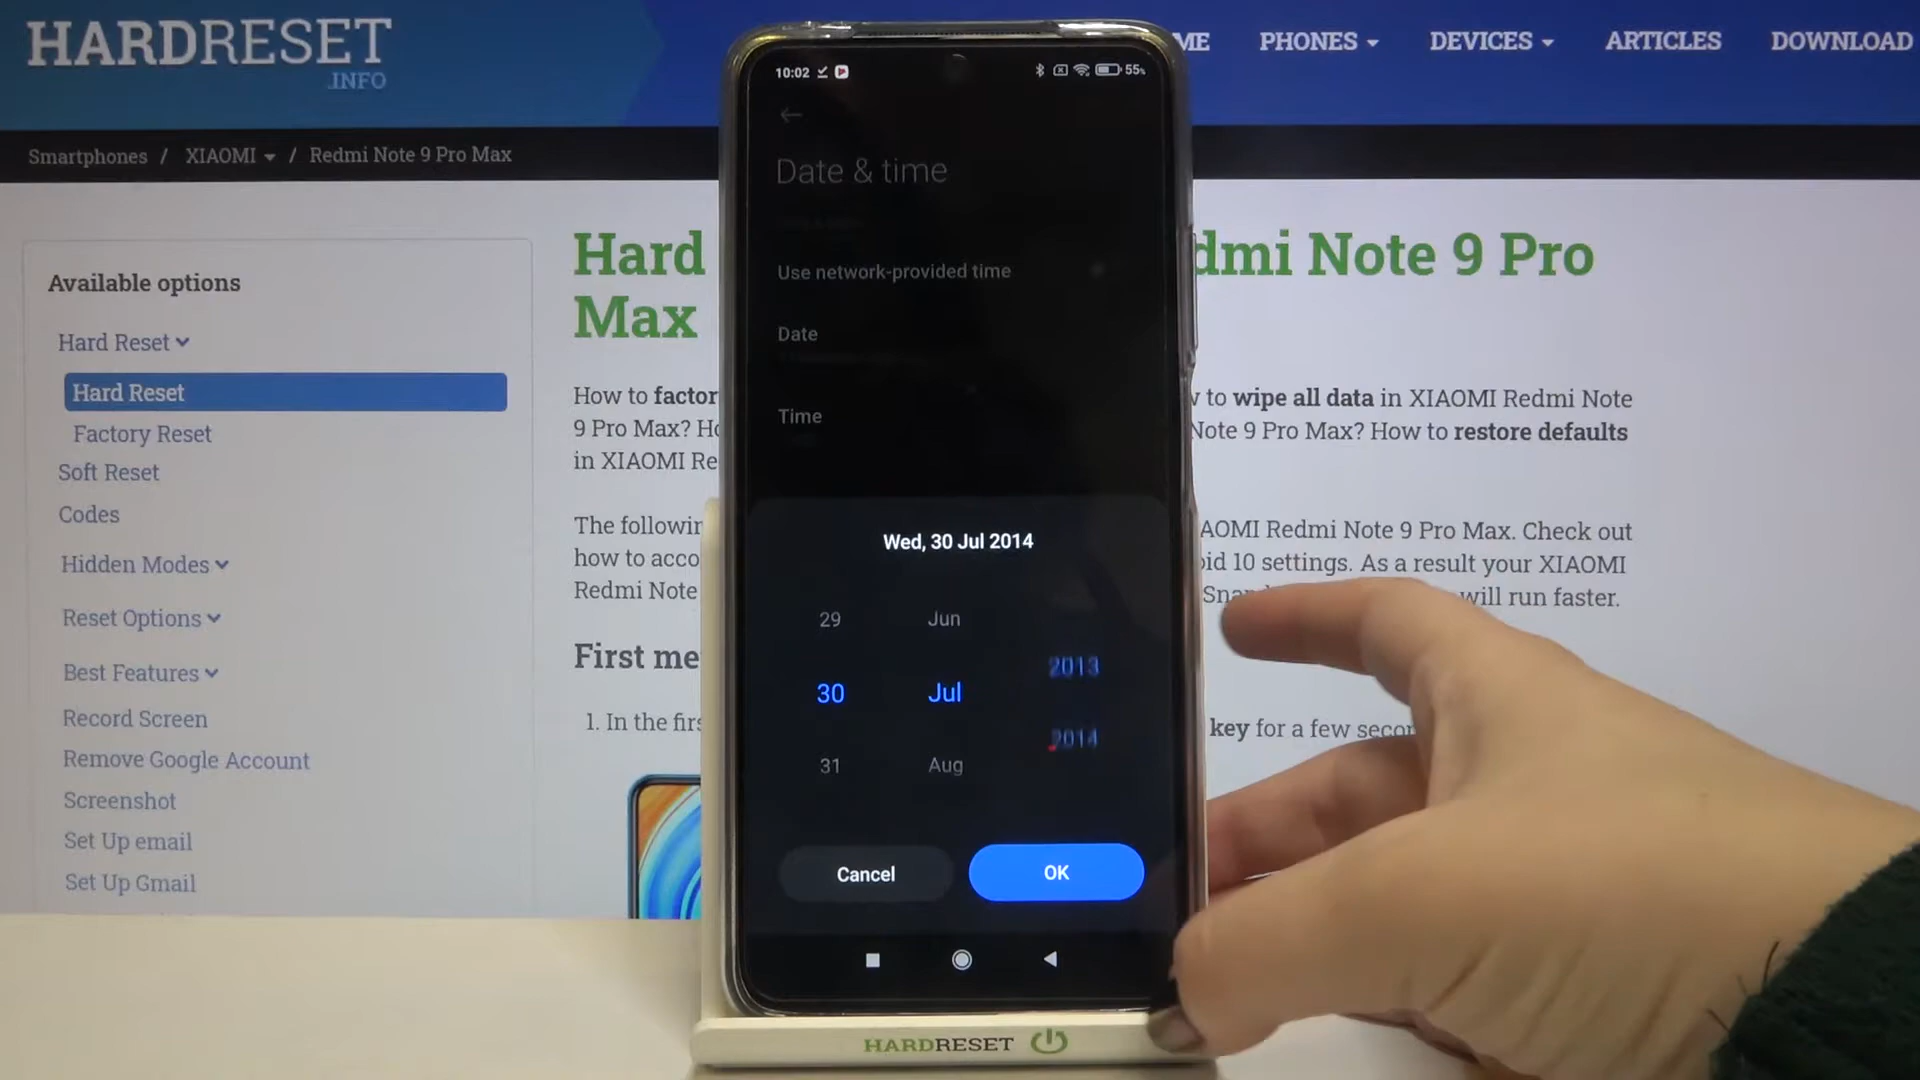 HARDRESET
.INFO
ME
PHONES
DEVICES
ARTICLES
DOWNLOAD
Smartphones / XIAOMI / Redmi Note 9 Pro Max
Available options
Hard Reset
Hard Reset
Factory Reset
Soft Reset
Codes
Hidden Modes
Reset Options
Best Features
Record Screen
Remove Google Account
Screenshot
Set Up email
Set Up Gmail
Hard dmi Note 9 Pro
Max
How to factor to wipe all data in XIAOMI Redmi Note
9 Pro Max? Note 9 Pro Max? How to restore defaults
in XIAOMI Re
The followin AOMI Redmi Note 9 Pro Max. Check out
how to acco id 10 settings. As a result your XIAOMI
Redmi Note will run faster.
First me
1. In the firs key for a few secon
10:02
55%
Date & time
Use network-provided time
Date
Time
Wed, 30 Jul 2014
29 Jun
2013
30 Jul
2014
31 Aug
Cancel
OK
HARDRESET